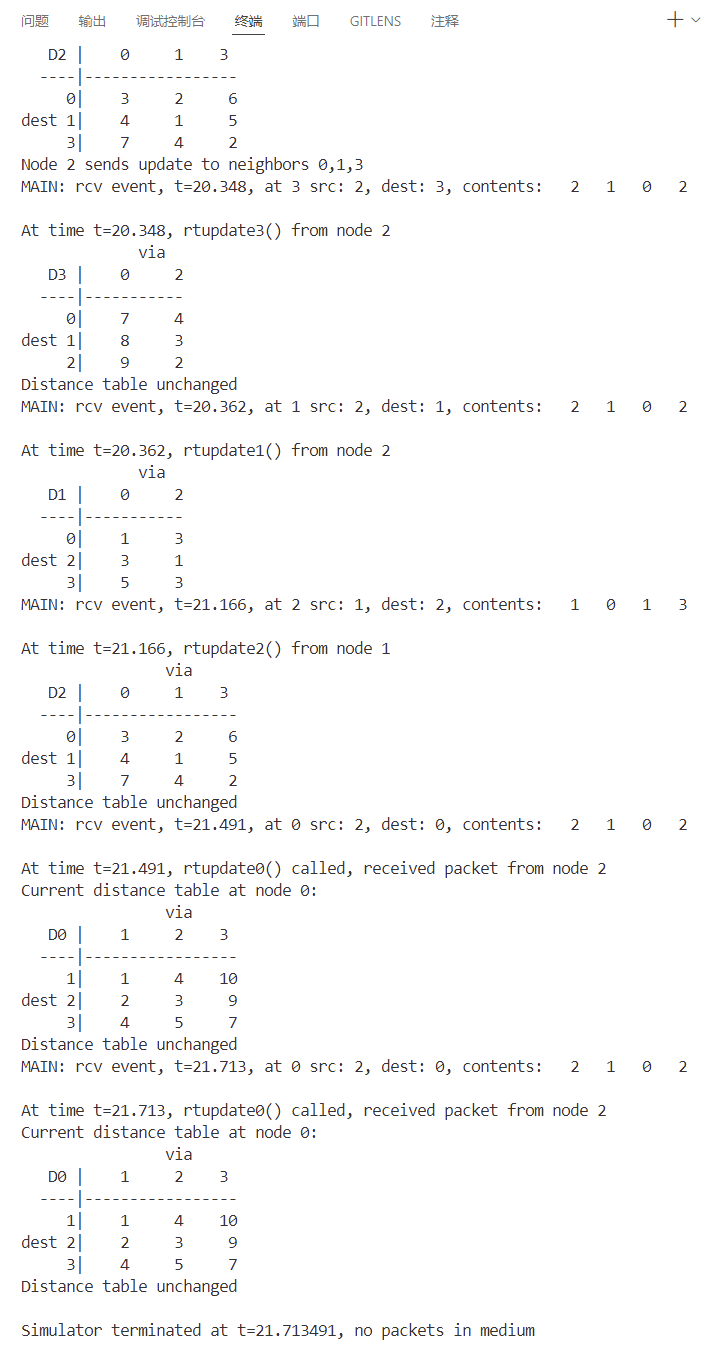 问题 输出 调试控制台 终端 端口 GITLENS 注释
   D2 |    0     1    3
  ----|-----------------
     0|    3     2     6
dest 1|    4     1     5
     3|    7     4     2
Node 2 sends update to neighbors 0,1,3
MAIN: rcv event, t=20.348, at 3 src: 2, dest: 3, contents:   2   1   0   2

At time t=20.348, rtupdate3() from node 2
             via
   D3 |    0     2
  ----|-----------
     0|    7     4
dest 1|    8     3
     2|    9     2
Distance table unchanged
MAIN: rcv event, t=20.362, at 1 src: 2, dest: 1, contents:   2   1   0   2

At time t=20.362, rtupdate1() from node 2
             via
   D1 |    0     2
  ----|-----------
     0|    1     3
dest 2|    3     1
     3|    5     3
MAIN: rcv event, t=21.166, at 2 src: 1, dest: 2, contents:   1   0   1   3

At time t=21.166, rtupdate2() from node 1
                via
   D2 |    0     1    3
  ----|-----------------
     0|    3     2     6
dest 1|    4     1     5
     3|    7     4     2
Distance table unchanged
MAIN: rcv event, t=21.491, at 0 src: 2, dest: 0, contents:   2   1   0   2

At time t=21.491, rtupdate0() called, received packet from node 2
Current distance table at node 0:
                via
   D0 |    1     2    3
  ----|-----------------
     1|    1     4    10
dest 2|    2     3     9
     3|    4     5     7
Distance table unchanged
MAIN: rcv event, t=21.713, at 0 src: 2, dest: 0, contents:   2   1   0   2

At time t=21.713, rtupdate0() called, received packet from node 2
Current distance table at node 0:
                via
   D0 |    1     2    3
  ----|-----------------
     1|    1     4    10
dest 2|    2     3     9
     3|    4     5     7
Distance table unchanged

Simulator terminated at t=21.713491, no packets in medium